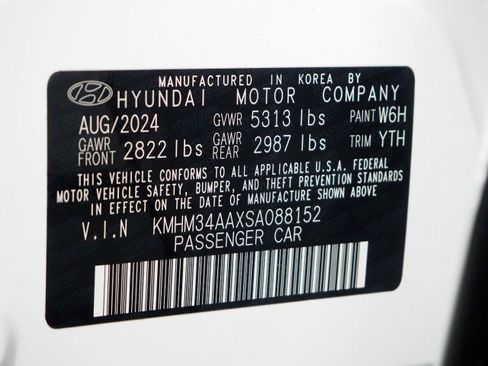 MANUFACTURED IN KOREA BY
HYUNDAI MOTOR COMPANY
AUG/2024 GVWR 5313 lbs PAINT W6H
GAWR FRONT 2822 lbs GAWR REAR 2987 lbs TRIM YTH
THIS VEHICLE CONFORMS TO ALL APPLICABLE U.S.A. FEDERAL
MOTOR VEHICLE SAFETY, BUMPER, AND THEFT PREVENTION STANDARDS
IN EFFECT ON THE DATE OF MANUFACTURE SHOWN ABOVE.
V.I.N KMHM34AAXSA088152
PASSENGER CAR